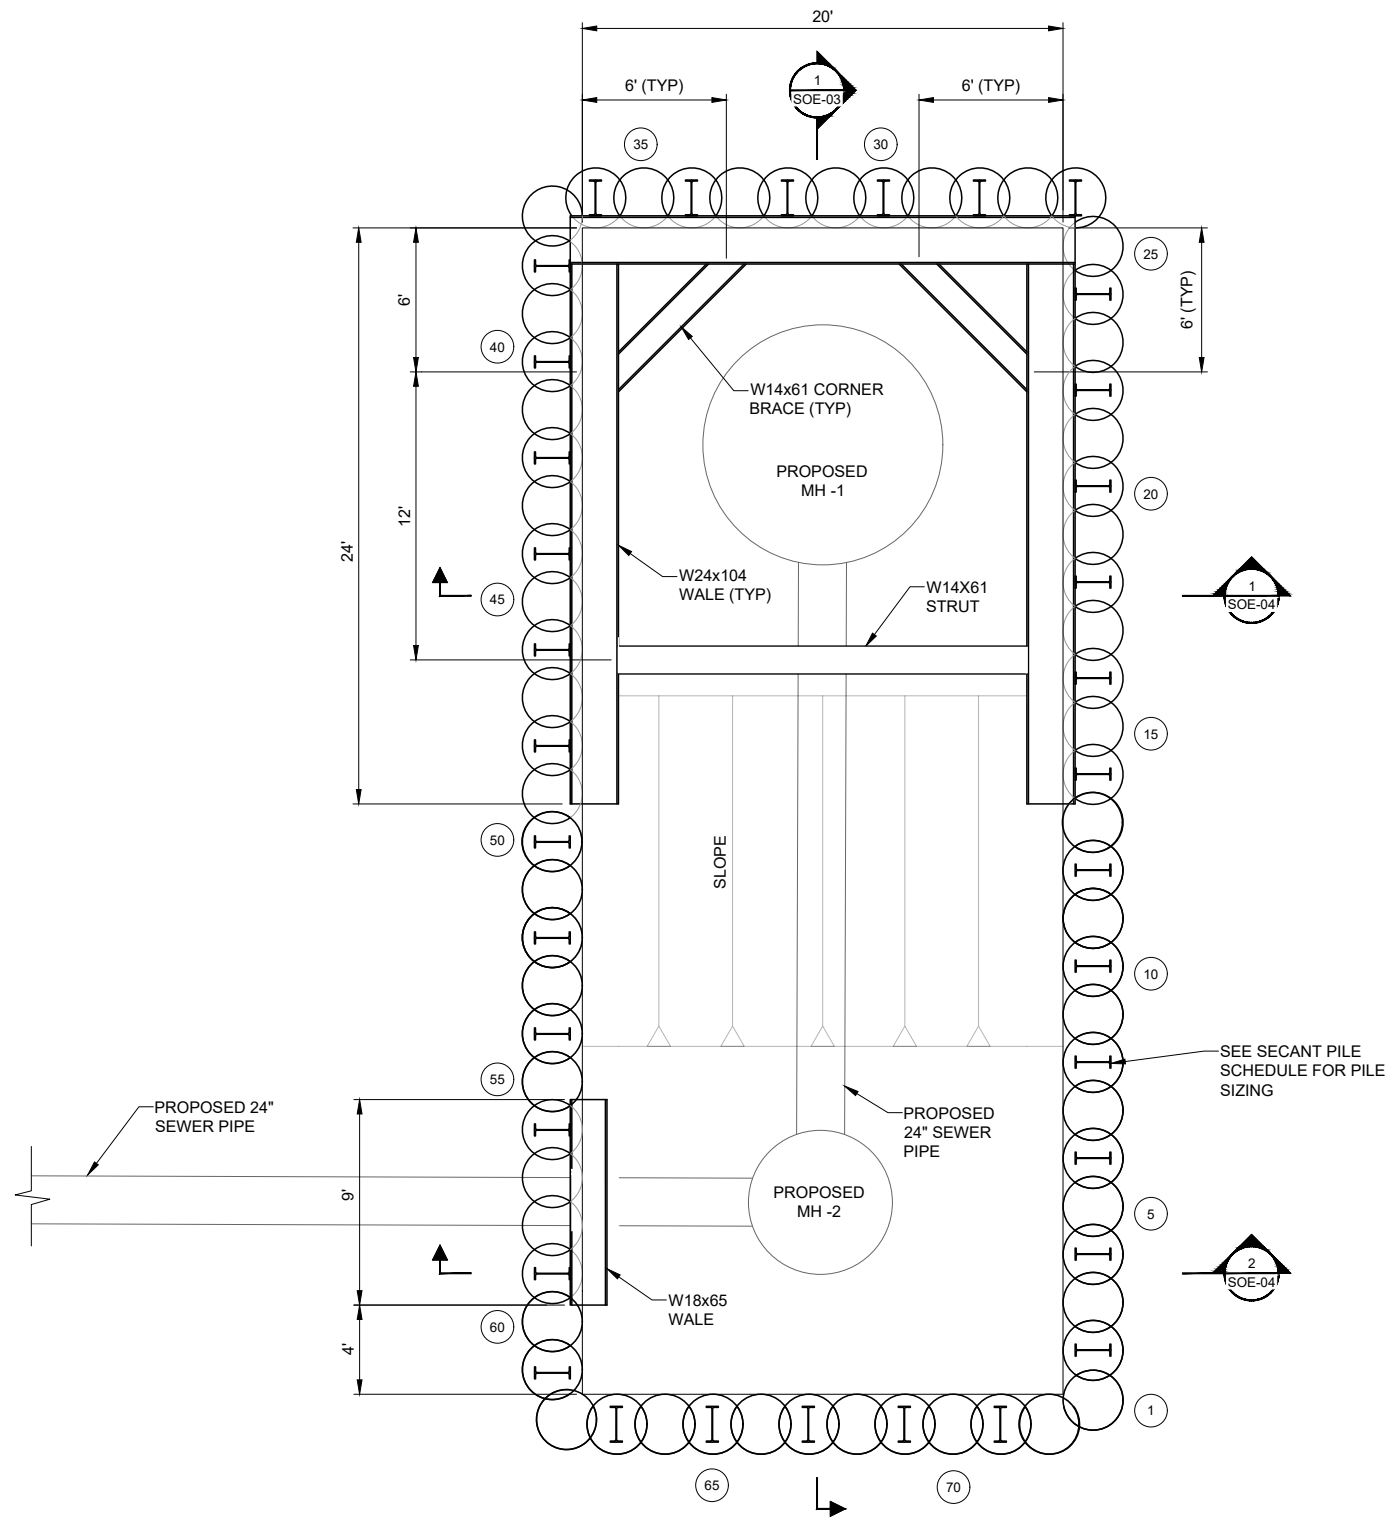 20'
6' (TYP)
1
SOE-03
6' (TYP)
35
30
25
6'
6' (TYP)
40
W14x61 CORNER
BRACE (TYP)
PROPOSED
MH -1
20
12'
24'
W24x104
WALE (TYP)
W14X61
STRUT
45
1
SOE-04
15
50
SLOPE
10
SEE SECANT PILE
SCHEDULE FOR PILE
SIZING
55
PROPOSED 24"
SEWER PIPE
PROPOSED
24" SEWER
PIPE
9'
PROPOSED
MH -2
5
2
SOE-04
W18x65
WALE
60
4'
1
65
70